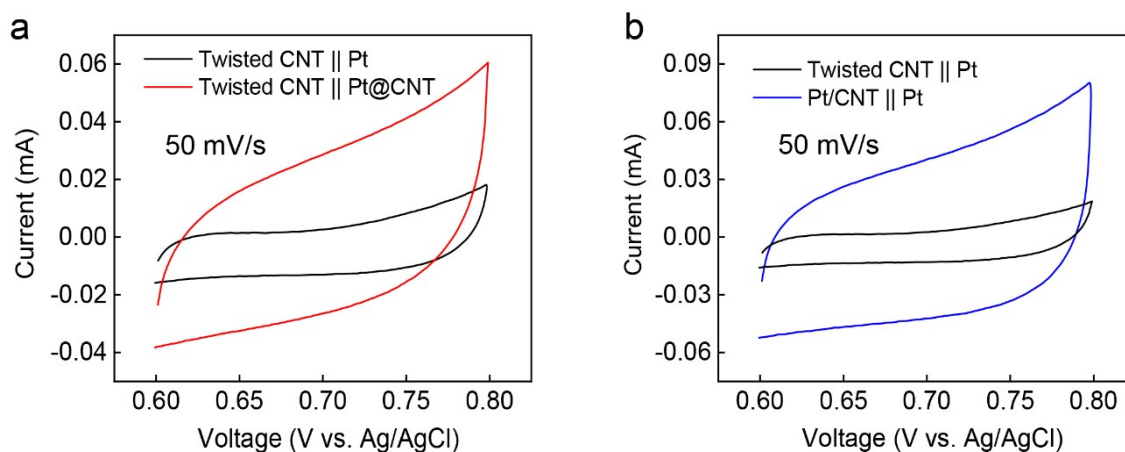 a
Twisted CNT || Pt
Twisted CNT || Pt@CNT
50 mV/s
0.06
0.04
0.02
0.00
-0.02
-0.04
Current (mA)
0.60 0.65 0.70 0.75 0.80
Voltage (V vs. Ag/AgCl)
b
Twisted CNT || Pt
Pt/CNT || Pt
50 mV/s
0.09
0.06
0.03
0.00
-0.03
-0.06
Current (mA)
0.60 0.65 0.70 0.75 0.80
Voltage (V vs. Ag/AgCl)